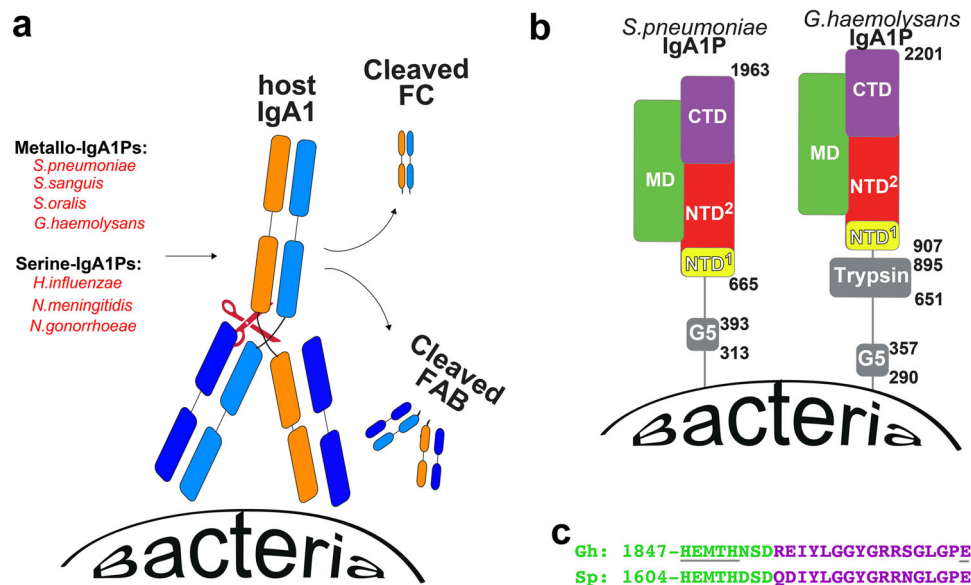 a
host
IgA1
Cleaved
FC
Metallo-IgA1Ps:
S.pneumoniae
S.sanguis
S.oralis
G.haemolysans
Serine-IgA1Ps:
H.influenzae
N.meningitidis
N.gonorrhoeae
Cleaved
FAB
Bacteria
b
S.pneumoniae
IgA1P
1963
CTD
MD
NTD²
NTD¹
665
G5
393
313
G.haemolysans
IgA1P
2201
CTD
MD
NTD²
NTD¹
907
895
Trypsin
651
G5
357
290
Bacteria
c
Gh: 1847-HEMTHNSDREIYLGGYGRRSGLGPE
Sp: 1604-HEMTHDSDQDIYLGGYGRRNGLGPE